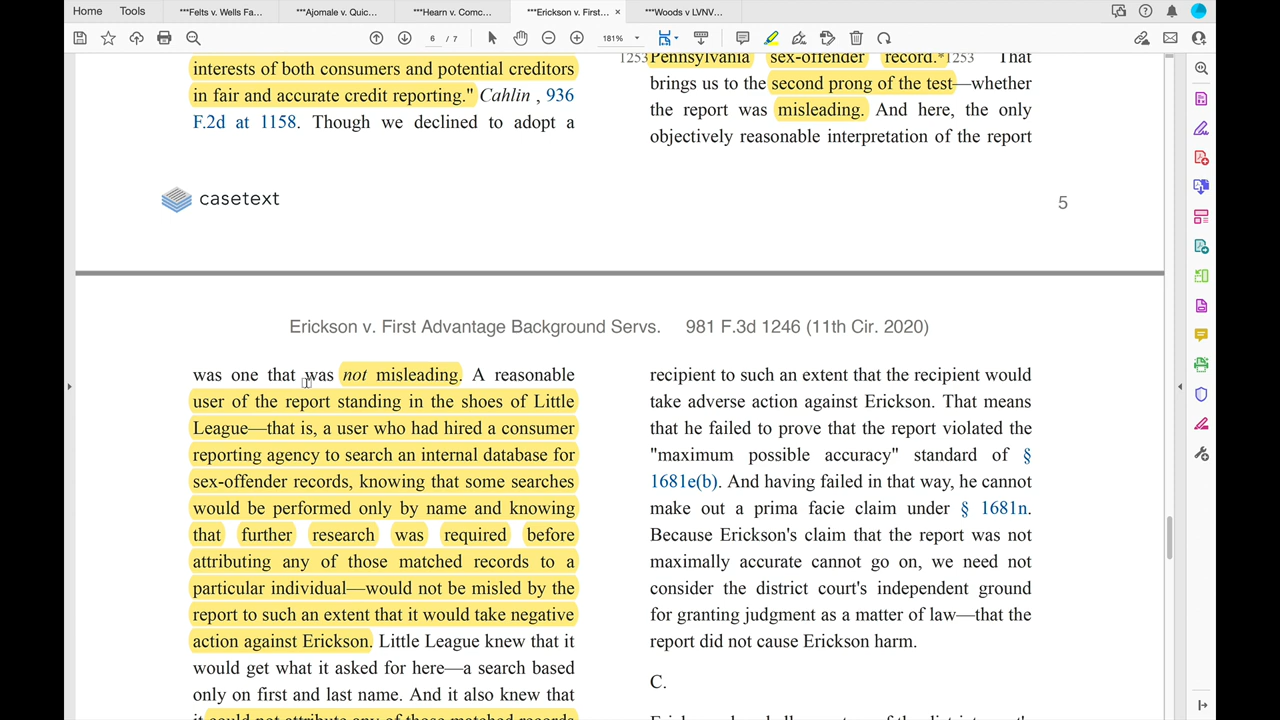 Home Tools ***Felts v. Wells Fa... ***Ajomale v. Quic... ***Hearn v. Comc... ***Erickson v. First... × ***Woods v LVNV...
6 / 7 181%
interests of both consumers and potential creditors
in fair and accurate credit reporting." Cahlin , 936
F.2d at 1158. Though we declined to adopt a
1253 Pennsylvania sex-offender record.*1253 That
brings us to the second prong of the test—whether
the report was misleading. And here, the only
objectively reasonable interpretation of the report
casetext
5
Erickson v. First Advantage Background Servs. 981 F.3d 1246 (11th Cir. 2020)
was one that was not misleading. A reasonable
user of the report standing in the shoes of Little
League—that is, a user who had hired a consumer
reporting agency to search an internal database for
sex-offender records, knowing that some searches
would be performed only by name and knowing
that further research was required before
attributing any of those matched records to a
particular individual—would not be misled by the
report to such an extent that it would take negative
action against Erickson. Little League knew that it
would get what it asked for here—a search based
only on first and last name. And it also knew that
it could not attribute any of those matched records
recipient to such an extent that the recipient would
take adverse action against Erickson. That means
that he failed to prove that the report violated the
"maximum possible accuracy" standard of §
1681e(b). And having failed in that way, he cannot
make out a prima facie claim under § 1681n.
Because Erickson's claim that the report was not
maximally accurate cannot go on, we need not
consider the district court's independent ground
for granting judgment as a matter of law—that the
report did not cause Erickson harm.
C.